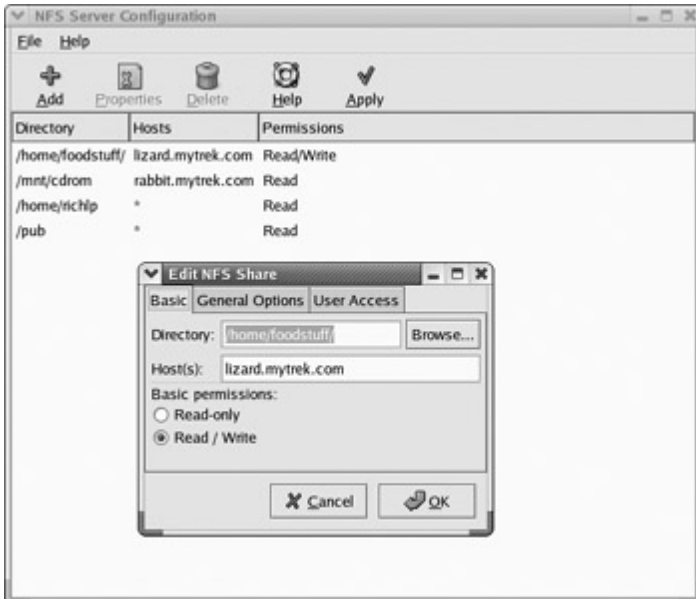 NFS Server Configuration
File Help
Add Properties Delete Help Apply
Directory Hosts Permissions
/home/foodstuff/ lizard.mytrek.com Read/Write
/mnt/cdrom rabbit.mytrek.com Read
/home/richlp * Read
/pub * Read
Edit NFS Share
Basic General Options User Access
Directory: /home/foodstuff/ Browse...
Host(s): lizard.mytrek.com
Basic permissions:
Read-only
Read / Write
Cancel OK